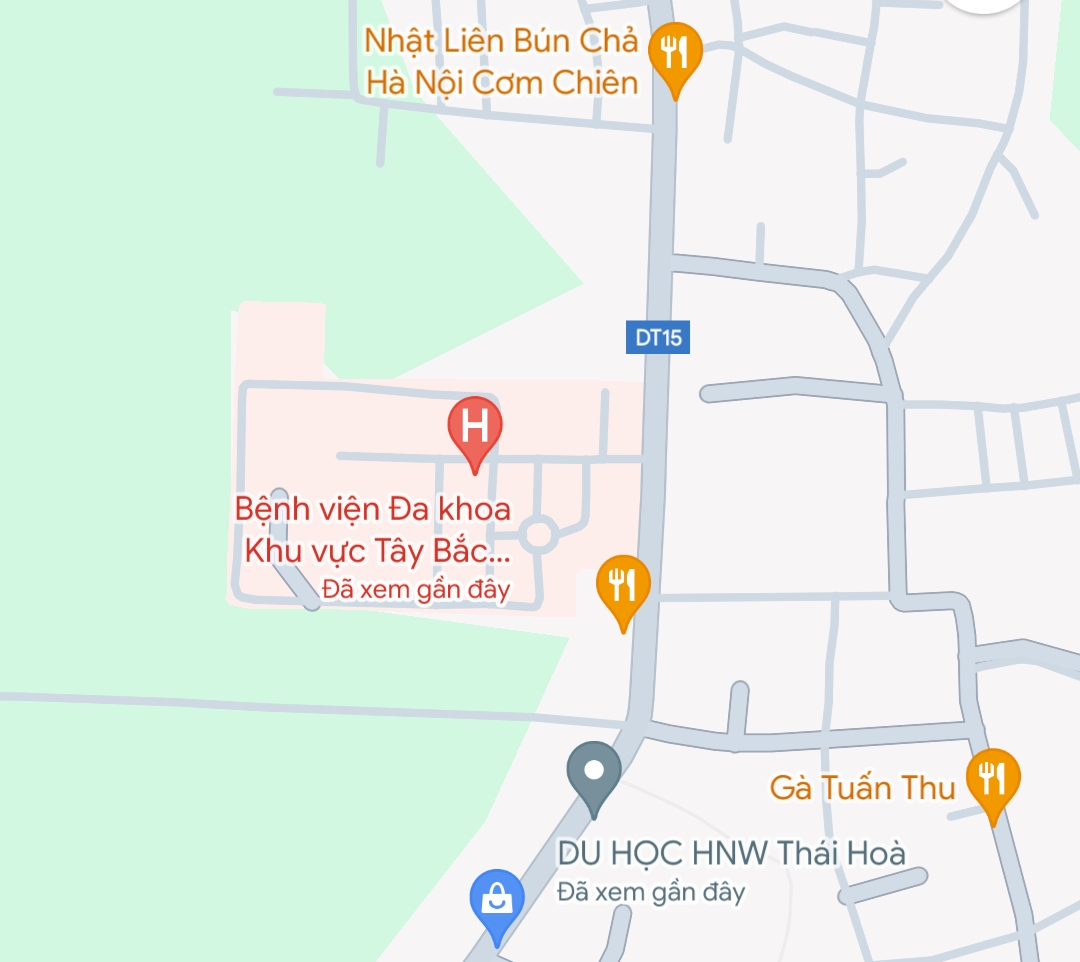 Nhật Liên Bún Chả
Hà Nội Cơm Chiên
DT15
H
Bệnh viện Đa khoa
Khu vực Tây Bắc...
Đã xem gần đây
Gà Tuấn Thu
DU HỌC HNW Thái Hoà
Đã xem gần đây